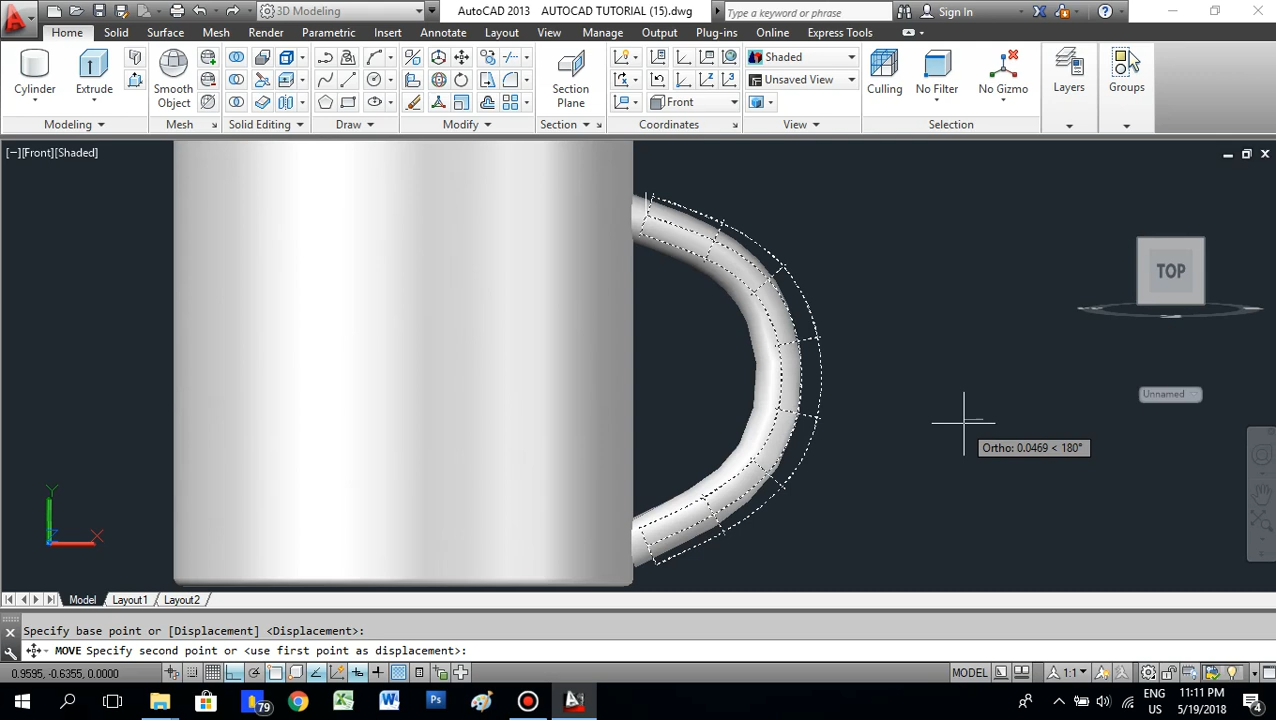 3D Modeling
AutoCAD 2013 AUTOCAD TUTORIAL (15).dwg
Type a keyword or phrase
Sign In
Home Solid Surface Mesh Render Parametric Insert Annotate Layout View Manage Output Plug-ins Online Express Tools
Cylinder
Extrude
Smooth
Object
Section
Plane
Shaded
Unsaved View
Front
Culling
No Filter
No Gizmo
Layers
Groups
Modeling
Mesh
Solid Editing
Draw
Modify
Section
Coordinates
View
Selection
[−][Front][Shaded]
TOP
Unnamed
Ortho: 0.0469 < 180°
Y
X
Z
Model Layout1 Layout2
Specify base point or [Displacement] <Displacement>:
MOVE Specify second point or <use first point as displacement>:
0.9595, -0.6355, 0.0000
MODEL
1:1
79
ENG
US
11:11 PM
5/19/2018
4